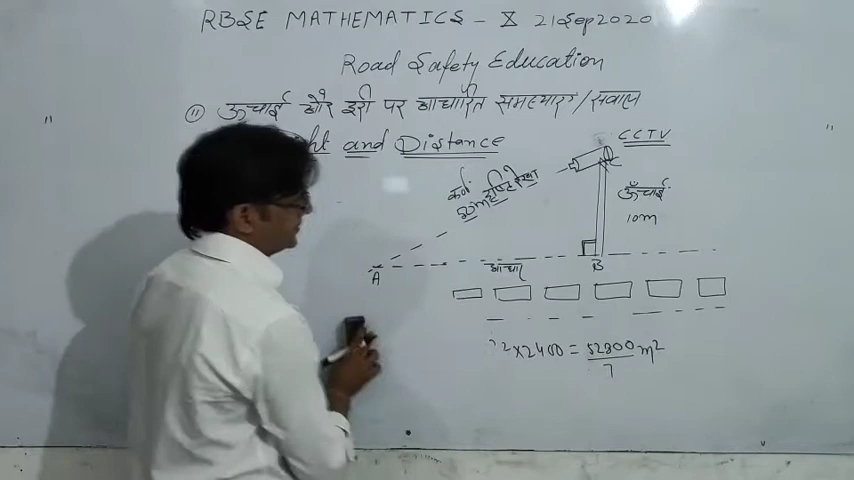 RBSE MATHEMATICS - X 21 Sep 2020
Road Safety Education
(11) ऊंचाई और दूरी पर आधारित समस्याएं / सवाल
and Distance
CCTV
C
कर्ण
दृष्टि रेखा
ऊँचाई
10m
A
आधार
B
2400 = 52800 m²
7